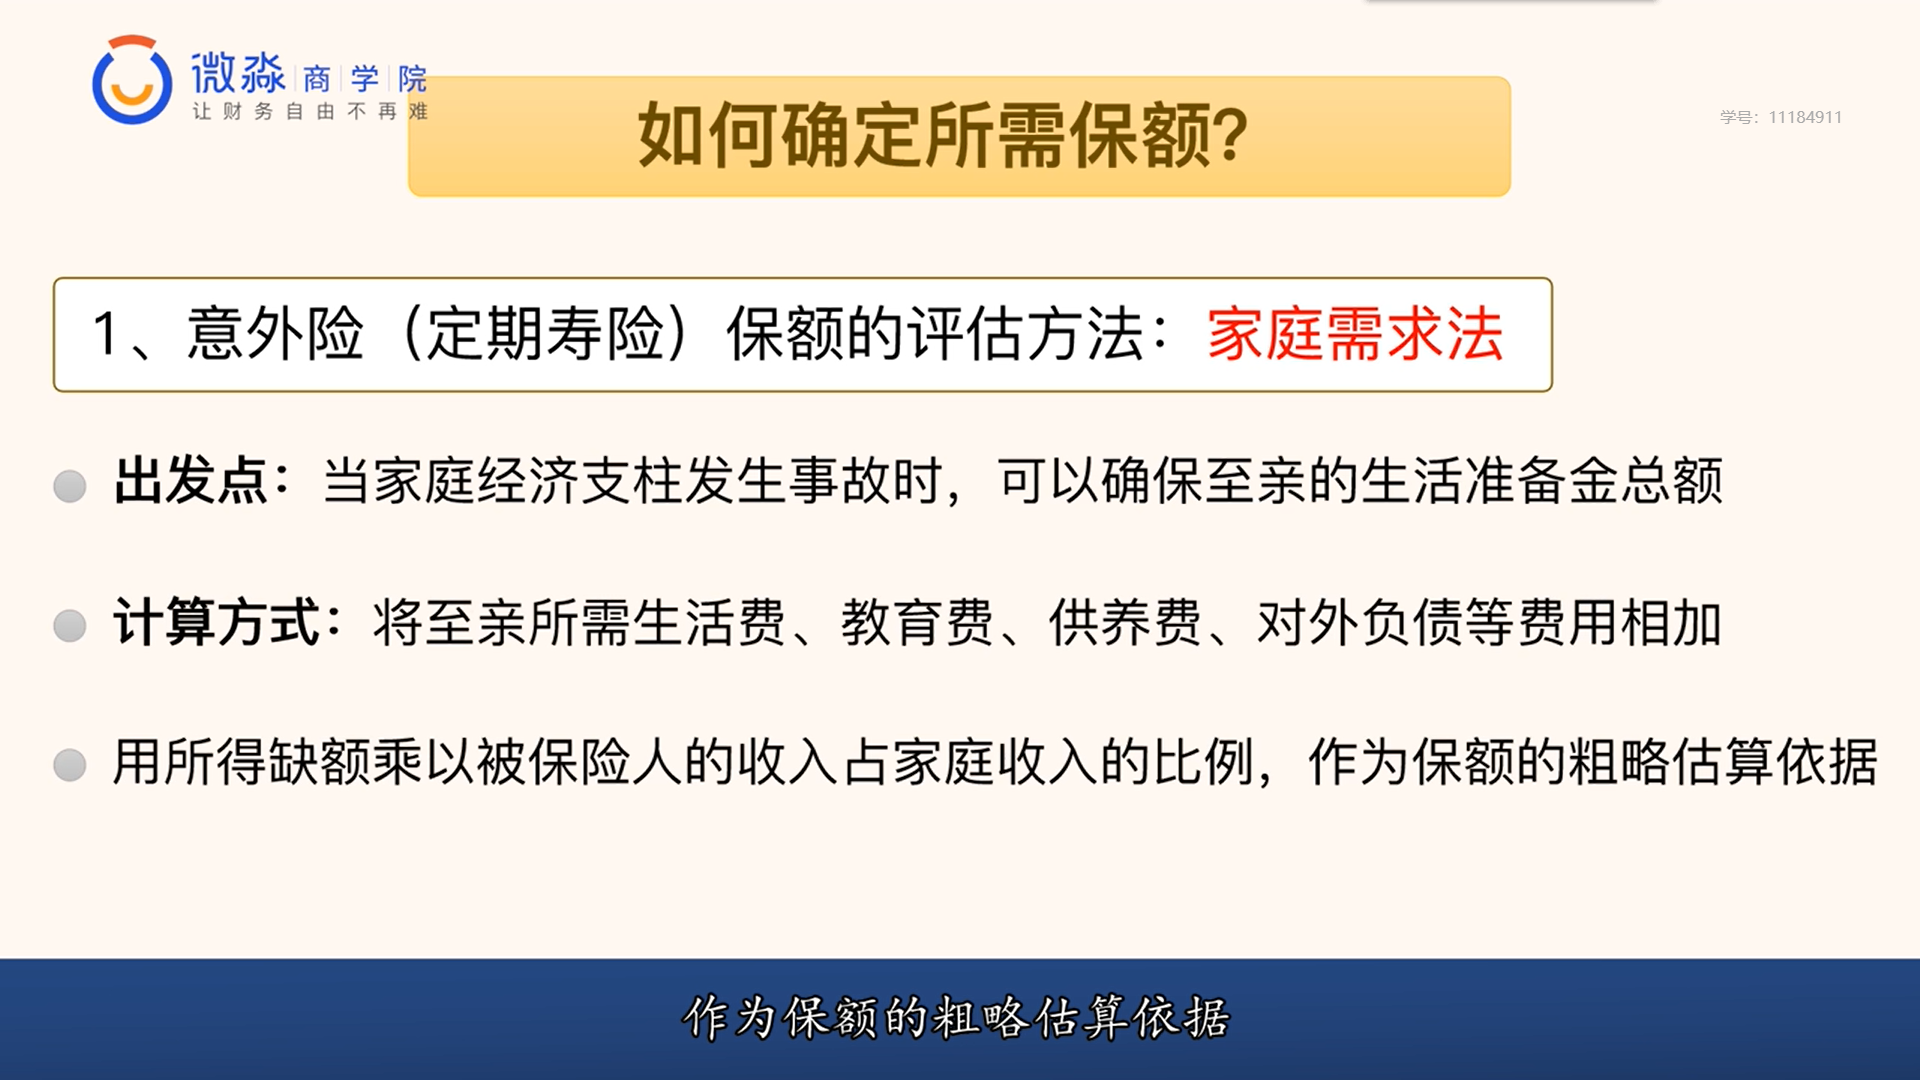 微淼商学院
让财务自由不再难
如何确定所需保额?
学号：11184911
1、意外险（定期寿险）保额的评估方法：家庭需求法
出发点：当家庭经济支柱发生事故时，可以确保至亲的生活准备金总额
计算方式：将至亲所需生活费、教育费、供养费、对外负债等费用相加
用所得缺额乘以被保险人的收入占家庭收入的比例，作为保额的粗略估算依据
作为保额的粗略估算依据